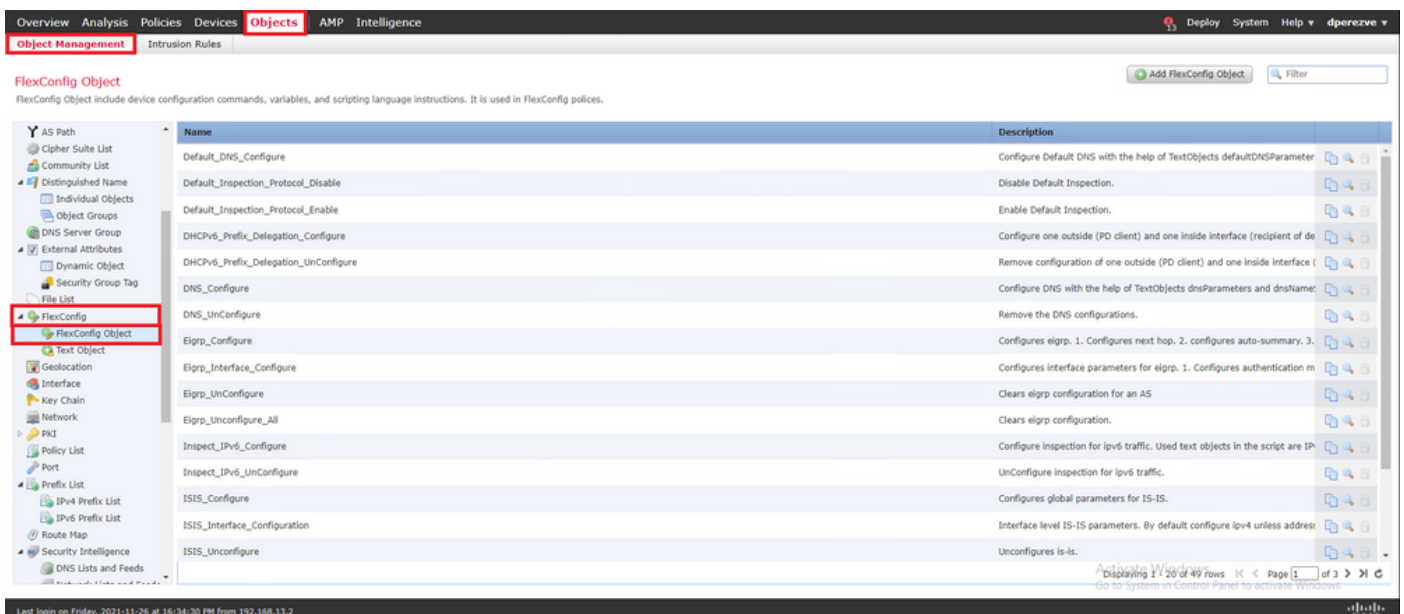 Overview Analysis Policies Devices Objects AMP Intelligence
13 Deploy System Help dperezve
Object Management Intrusion Rules
FlexConfig Object
Add FlexConfig Object
Filter
FlexConfig Object include device configuration commands, variables, and scripting language instructions. It is used in FlexConfig polices.
AS Path
Cipher Suite List
Community List
Distinguished Name
Individual Objects
Object Groups
DNS Server Group
External Attributes
Dynamic Object
Security Group Tag
File List
FlexConfig
FlexConfig Object
Text Object
Geolocation
Interface
Key Chain
Network
PKI
Policy List
Port
Prefix List
IPv4 Prefix List
IPv6 Prefix List
Route Map
Security Intelligence
DNS Lists and Feeds
Name Description
Default_DNS_Configure Configure Default DNS with the help of TextObjects defaultDNSParameter
Default_Inspection_Protocol_Disable Disable Default Inspection.
Default_Inspection_Protocol_Enable Enable Default Inspection.
DHCPv6_Prefix_Delegation_Configure Configure one outside (PD client) and one inside interface (recipient of de
DHCPv6_Prefix_Delegation_UnConfigure Remove configuration of one outside (PD client) and one inside interface (
DNS_Configure Configure DNS with the help of TextObjects dnsParameters and dnsName
DNS_UnConfigure Remove the DNS configurations.
Eigrp_Configure Configures eigrp. 1. Configures next hop. 2. configures auto-summary. 3.
Eigrp_Interface_Configure Configures interface parameters for eigrp. 1. Configures authentication m
Eigrp_UnConfigure Clears eigrp configuration for an AS
Eigrp_Unconfigure_All Clears eigrp configuration.
Inspect_IPv6_Configure Configure inspection for ipv6 traffic. Used text objects in the script are IP
Inspect_IPv6_UnConfigure UnConfigure inspection for ipv6 traffic.
ISIS_Configure Configures global parameters for IS-IS.
ISIS_Interface_Configuration Interface level IS-IS parameters. By default configure ipv4 unless addres
ISIS_Unconfigure Unconfigures is-is.
Activate Windows
Displaying 1 - 20 of 49 rows Page 1 of 3
Go to System in Control Panel to activate Windows.
Last login on Friday, 2021-11-26 at 16:34:30 PM from 192.168.13.2